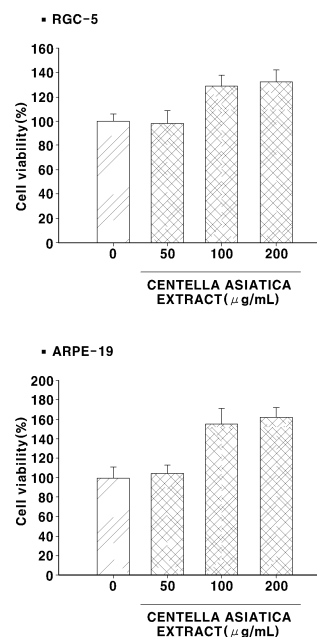 ▪ RGC-5
160
140
120
100
80
60
40
20
0
Cell viability(%)
0 50 100 200
CENTELLA ASIATICA
EXTRACT(μg/mL)
▪ ARPE-19
200
180
160
140
120
100
80
60
40
20
0
Cell viability(%)
0 50 100 200
CENTELLA ASIATICA
EXTRACT(μg/mL)